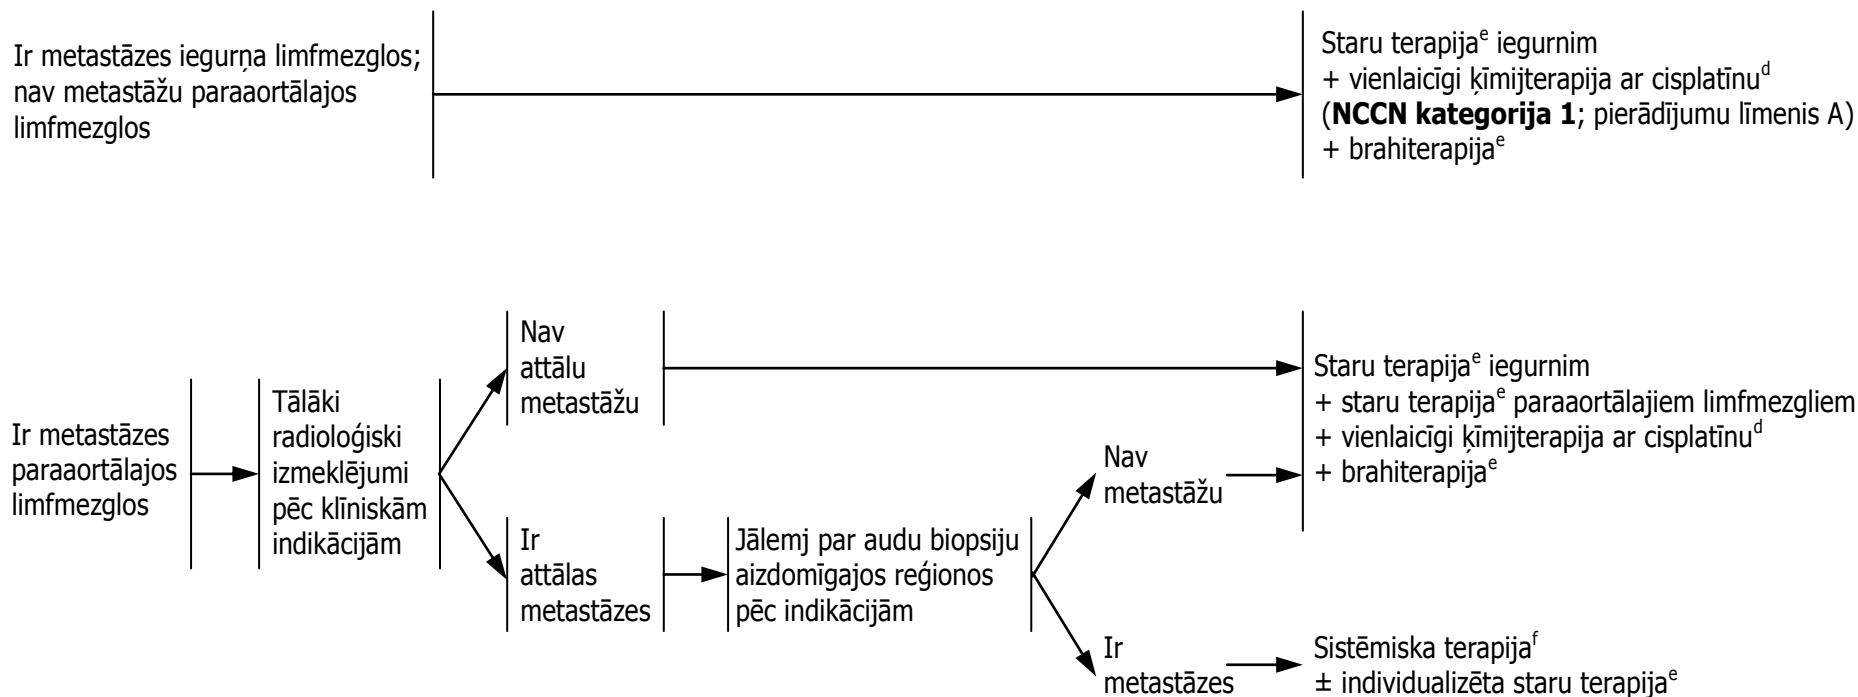 Ir metastāzes iegurņa limfmezglos;
nav metastāžu paraaortālajos
limfmezglos
Staru terapijaᵉ iegurnim
+ vienlaicīgi ķīmijterapija ar cisplatīnuᵈ
(NCCN kategorija 1; pierādījumu līmenis A)
+ brahiterapijaᵉ
Ir metastāzes
paraaortālajos
limfmezglos
Tālāki
radioloģiski
izmeklējumi
pēc klīniskām
indikācijām
Nav
attālu
metastāžu
Ir
attālas
metastāzes
Jālemj par audu biopsiju
aizdomīgajos reģionos
pēc indikācijām
Nav
metastāžu
Ir
metastāzes
Staru terapijaᵉ iegurnim
+ staru terapijaᵉ paraaortālajiem limfmezgliem
+ vienlaicīgi ķīmijterapija ar cisplatīnuᵈ
+ brahiterapijaᵉ
Sistēmiska terapijaᶠ
± individualizēta staru terapijaᵉ